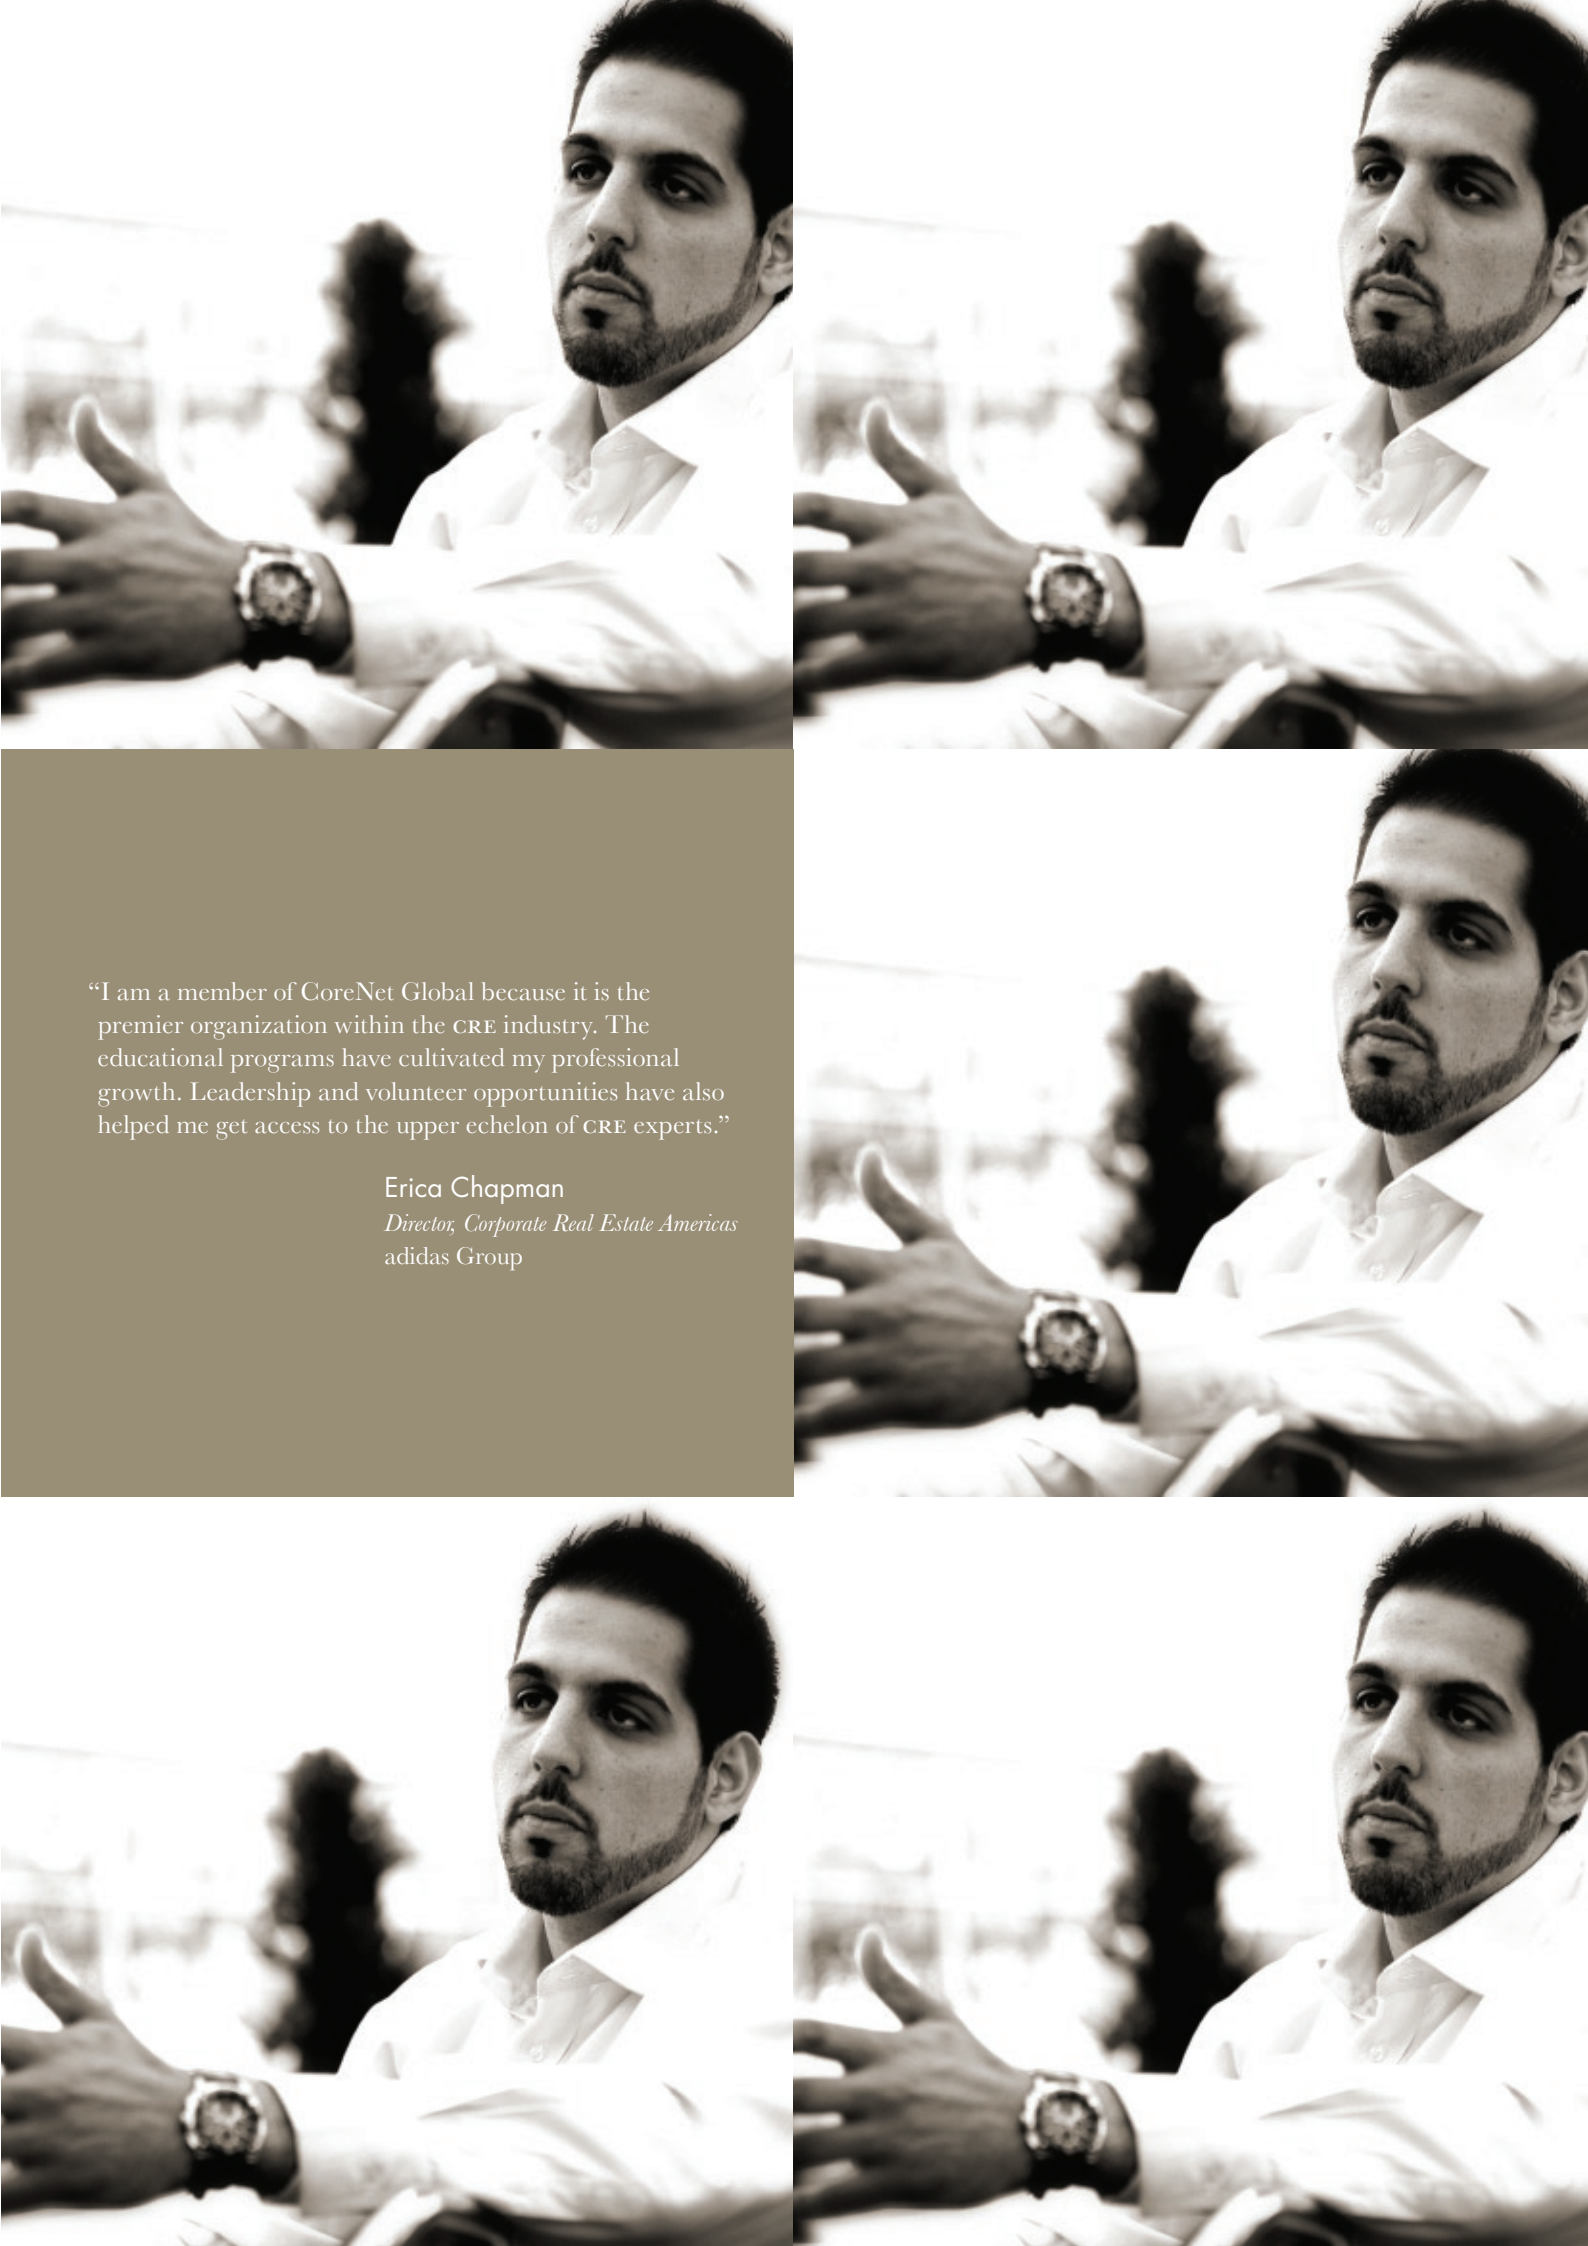 “I am a member of CoreNet Global because it is the
premier organization within the CRE industry. The
educational programs have cultivated my professional
growth. Leadership and volunteer opportunities have also
helped me get access to the upper echelon of CRE experts.”
Erica Chapman
Director, Corporate Real Estate Americas
adidas Group